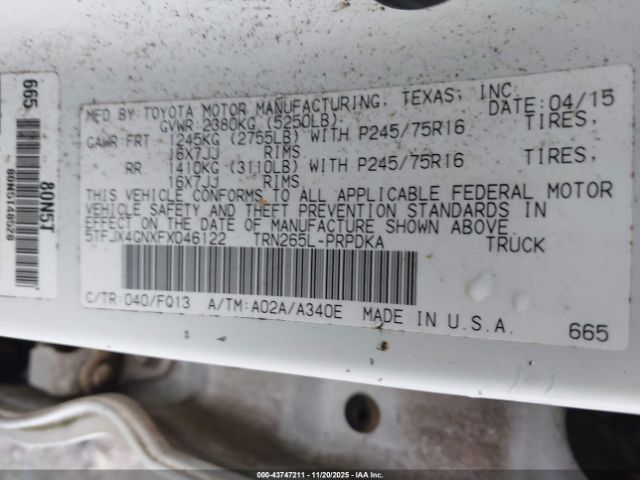 MFD BY TOYOTA MOTOR MANUFACTURING, TEXAS, INC.
GVWR 2380KG (5250LB) DATE:04/15
GAWR FRT 1245KG (2755LB) WITH P245/75R16 TIRES,
16X7JJ RIMS
RR 1410KG (3110LB) WITH P245/75R16 TIRES,
16X7JJ RIMS
THIS VEHICLE CONFORMS TO ALL APPLICABLE FEDERAL MOTOR
VEHICLE SAFETY AND THEFT PREVENTION STANDARDS IN
EFFECT ON THE DATE OF MANUFACTURE SHOWN ABOVE
5TFJX4GNXFX046122 TRN265L-PRPDKA TRUCK
C/TR:040/FQ13 A/TM:A02A/A340E MADE IN U.S.A. 665
665
80N5T
000-43747211 - 11/20/2025 - IAA Inc.